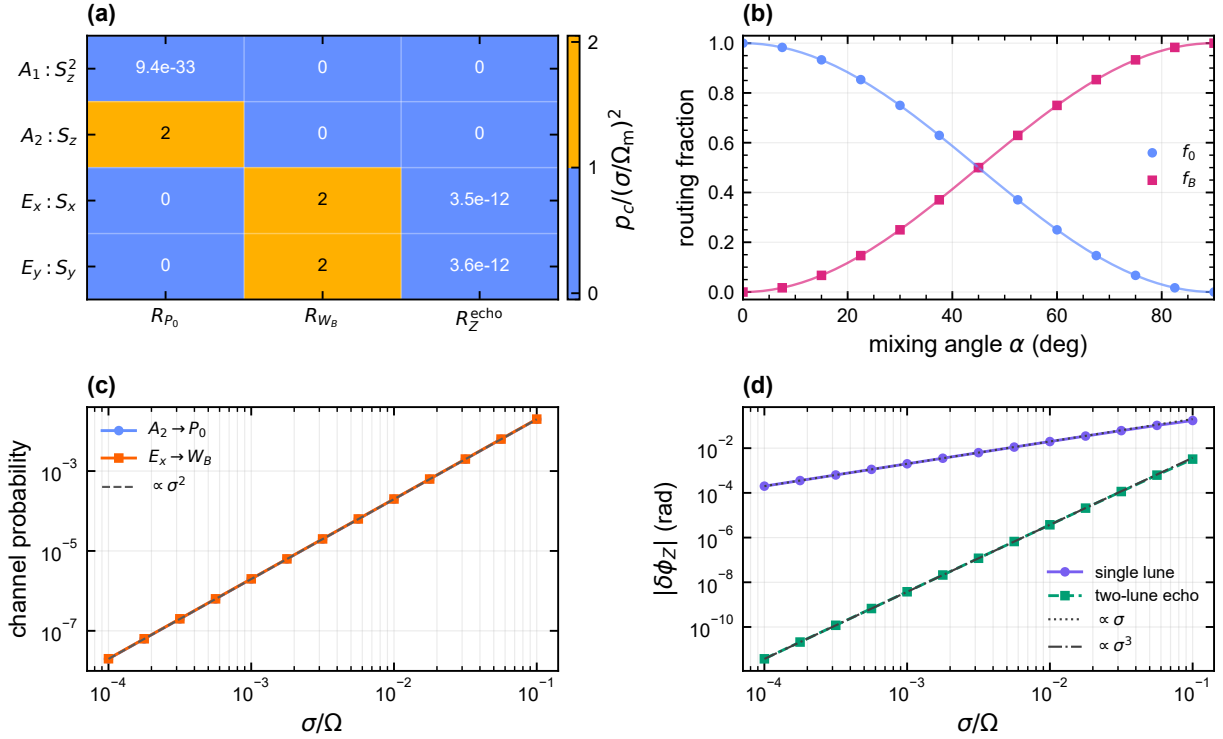 (a)
A₁ : S_z²
A₂ : S_z
E_x : S_x
E_y : S_y
9.4e-33 0 0
2 0 0
0 2 3.5e-12
0 2 3.6e-12
R_{P₀} R_{W_B} R_Z^{echo}
2
1
0
p_c/(σ/Ω_m)²
(b)
routing fraction
1.0
0.8
0.6
0.4
0.2
0.0
f₀
f_B
0 20 40 60 80
mixing angle α (deg)
(c)
channel probability
10⁻³
10⁻⁵
10⁻⁷
A₂ → P₀
E_x → W_B
∝ σ²
10⁻⁴ 10⁻³ 10⁻² 10⁻¹
σ/Ω
(d)
|δϕ_Z| (rad)
10⁻²
10⁻⁴
10⁻⁶
10⁻⁸
10⁻¹⁰
single lune
two-lune echo
∝ σ
∝ σ³
10⁻⁴ 10⁻³ 10⁻² 10⁻¹
σ/Ω